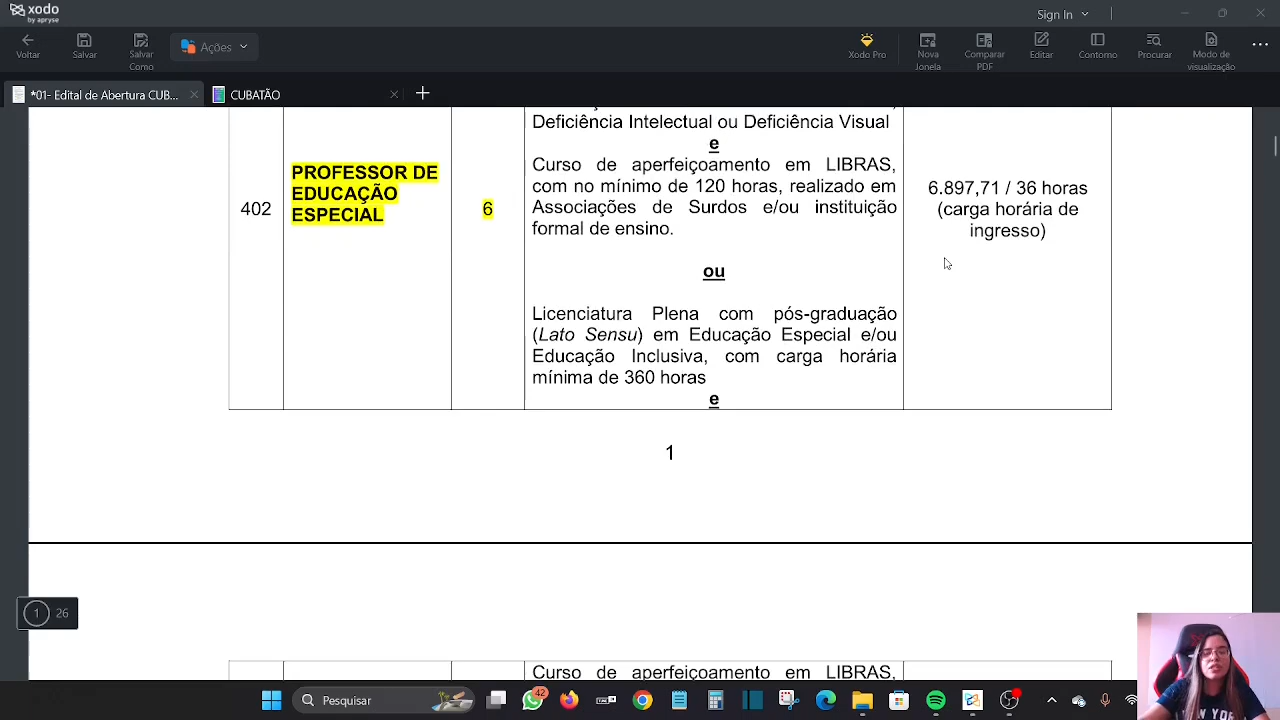 xodo
by apryse
Sign In
Voltar
Salvar
Salvar Como
Ações
Xodo Pro
Nova Janela
Comparar PDF
Editar
Contorno
Procurar
Modo de visualização
*01- Edital de Abertura CUB...
CUBATÃO
Deficiência Intelectual ou Deficiência Visual
e
Curso de aperfeiçoamento em LIBRAS,
com no mínimo de 120 horas, realizado em
Associações de Surdos e/ou instituição
formal de ensino.
402
PROFESSOR DE
EDUCAÇÃO
ESPECIAL
6
6.897,71 / 36 horas
(carga horária de
ingresso)
ou
Licenciatura Plena com pós-graduação
(Lato Sensu) em Educação Especial e/ou
Educação Inclusiva, com carga horária
mínima de 360 horas
e
1
1 26
Curso de aperfeiçoamento em LIBRAS,
Pesquisar
42